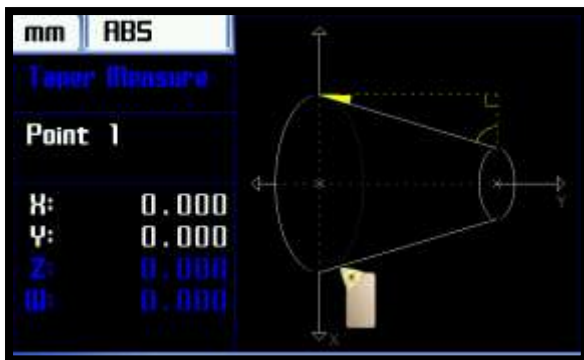 mm ABS
Taper Measure
Point 1
X: 0.000
Y: 0.000
Z: 0.000
W: 0.000
Y
X